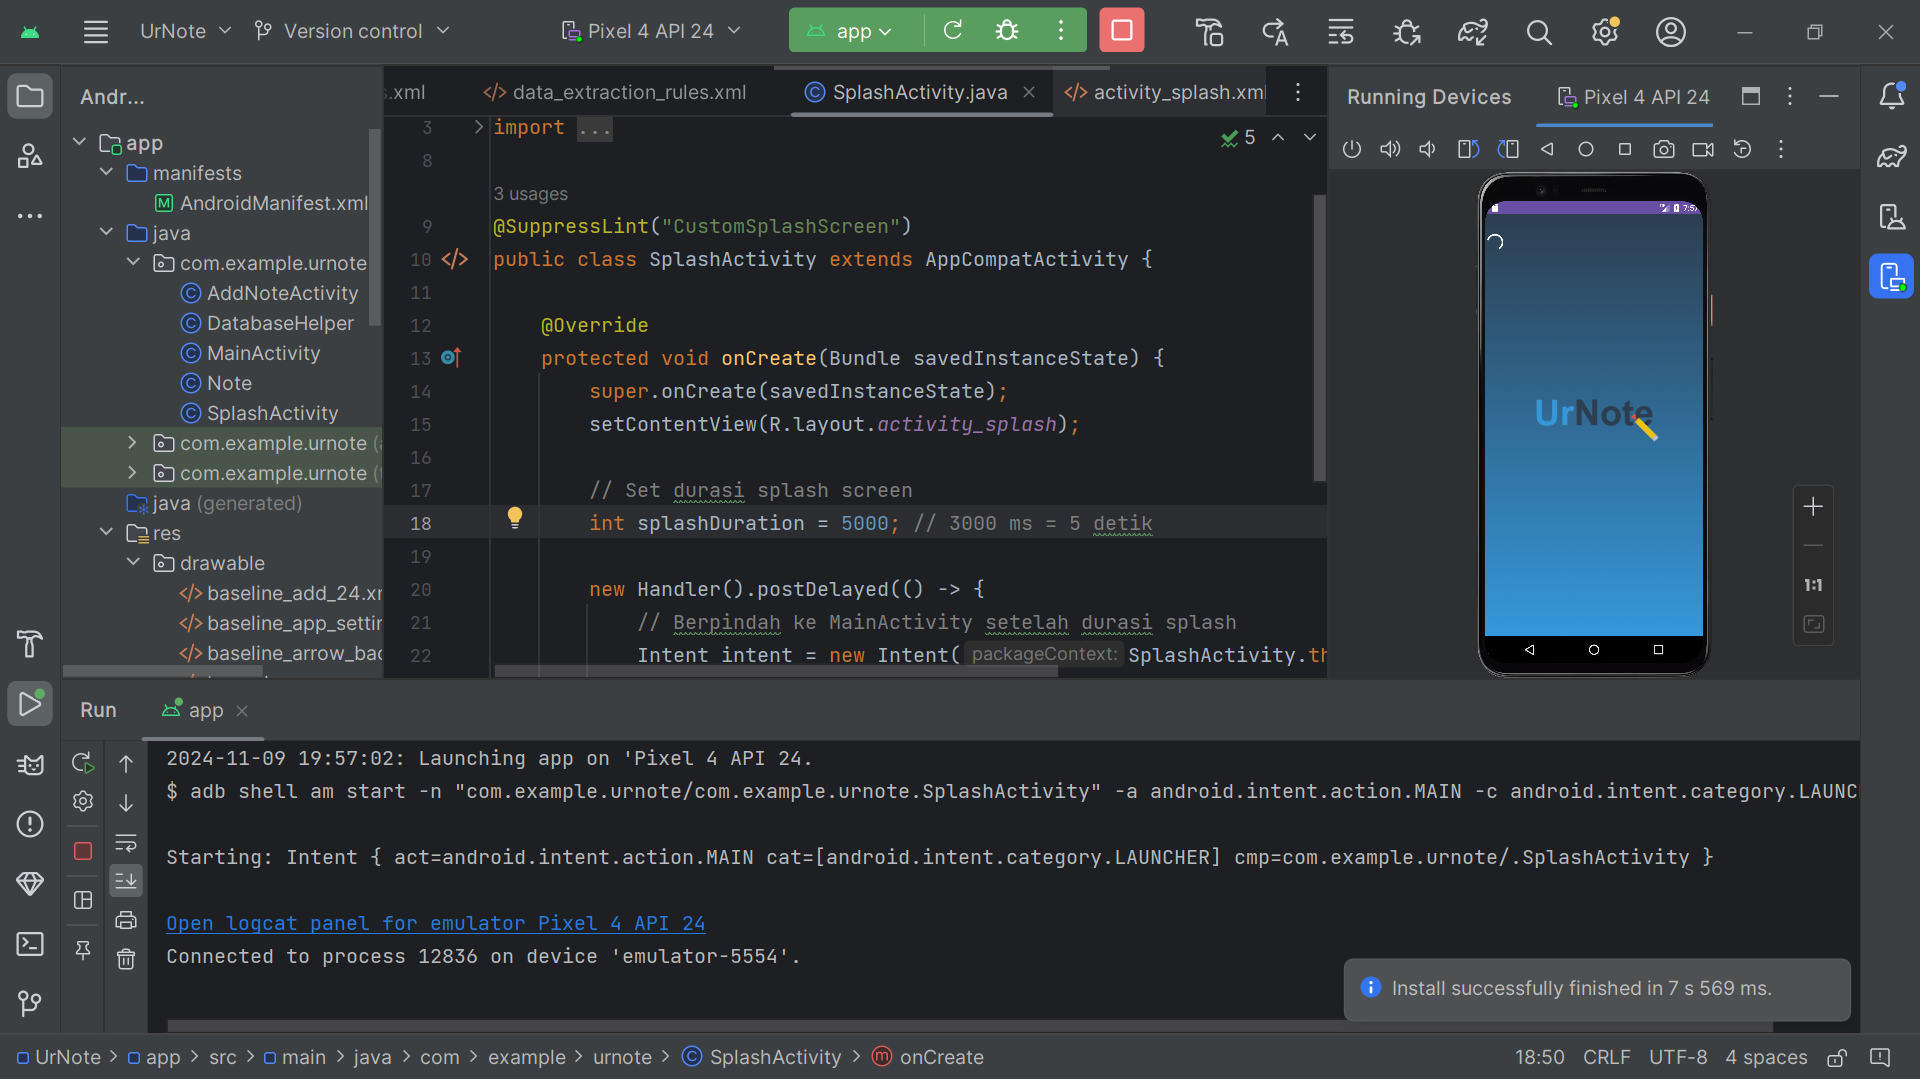 UrNote
Version control
Pixel 4 API 24
app
Andr...
s.xml
data_extraction_rules.xml
SplashActivity.java
activity_splash.xml
Running Devices
Pixel 4 API 24
app
manifests
AndroidManifest.xml
java
com.example.urnote
AddNoteActivity
DatabaseHelper
MainActivity
Note
SplashActivity
com.example.urnote
com.example.urnote
java (generated)
res
drawable
baseline_add_24.xr
baseline_app_settir
baseline_arrow_bac
5
3 import ...
8
3 usages
9 @SuppressLint("CustomSplashScreen")
10 public class SplashActivity extends AppCompatActivity {
11
12 @Override
13 protected void onCreate(Bundle savedInstanceState) {
14 super.onCreate(savedInstanceState);
15 setContentView(R.layout.activity_splash);
16
17 // Set durasi splash screen
18 int splashDuration = 5000; // 3000 ms = 5 detik
19
20 new Handler().postDelayed(() -> {
21 // Berpindah ke MainActivity setelah durasi splash
22 Intent intent = new Intent( packageContext: SplashActivity.th
7:57
UrNote
1:1
Run
app
2024-11-09 19:57:02: Launching app on 'Pixel 4 API 24.
$ adb shell am start -n "com.example.urnote/com.example.urnote.SplashActivity" -a android.intent.action.MAIN -c android.intent.category.LAUNC
Starting: Intent { act=android.intent.action.MAIN cat=[android.intent.category.LAUNCHER] cmp=com.example.urnote/.SplashActivity }
Open logcat panel for emulator Pixel 4 API 24
Connected to process 12836 on device 'emulator-5554'.
Install successfully finished in 7 s 569 ms.
UrNote > app > src > main > java > com > example > urnote > SplashActivity > onCreate
18:50 CRLF UTF-8 4 spaces